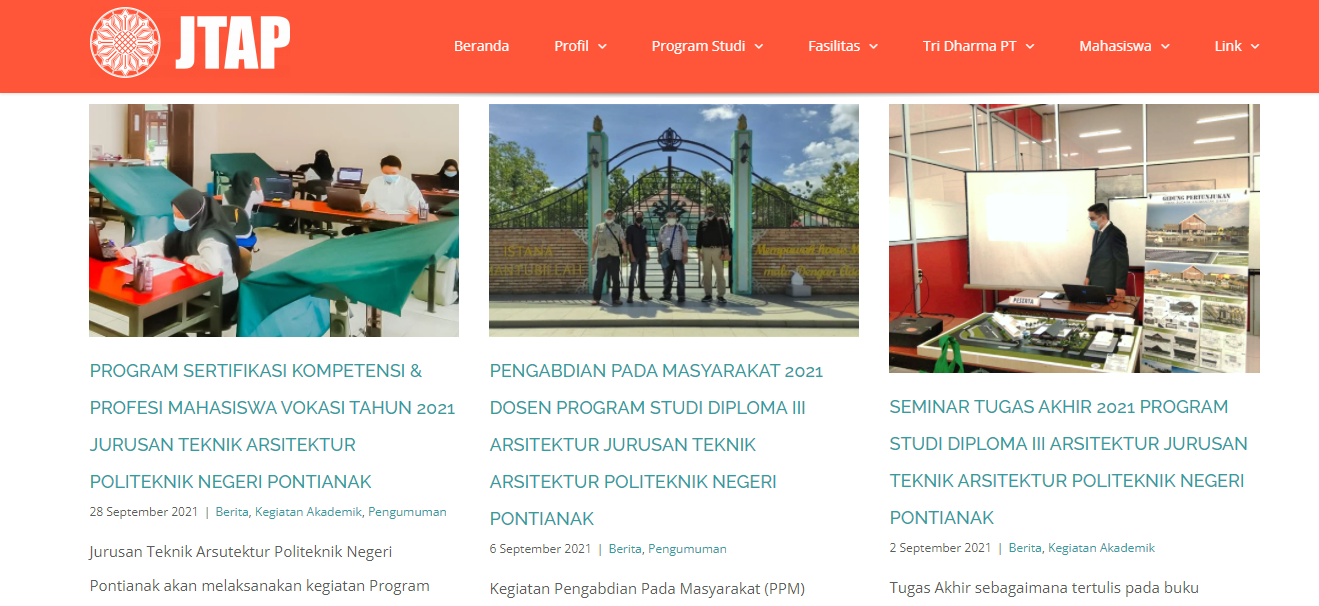 JTAP
Beranda
Profil
Program Studi
Fasilitas
Tri Dharma PT
Mahasiswa
Link
PROGRAM SERTIFIKASI KOMPETENSI &
PROFESI MAHASISWA VOKASI TAHUN 2021
JURUSAN TEKNIK ARSITEKTUR
POLITEKNIK NEGERI PONTIANAK
28 September 2021 | Berita, Kegiatan Akademik, Pengumuman
Jurusan Teknik Arsutektur Politeknik Negeri
Pontianak akan melaksanakan kegiatan Program
ISTANA
PENGABDIAN PADA MASYARAKAT 2021
DOSEN PROGRAM STUDI DIPLOMA III
ARSITEKTUR JURUSAN TEKNIK
ARSITEKTUR POLITEKNIK NEGERI
PONTIANAK
6 September 2021 | Berita, Pengumuman
Kegiatan Pengabdian Pada Masyarakat (PPM)
GEDUNG PERTUNJUKAN
PESERTA
SEMINAR TUGAS AKHIR 2021 PROGRAM
STUDI DIPLOMA III ARSITEKTUR JURUSAN
TEKNIK ARSITEKTUR POLITEKNIK NEGERI
PONTIANAK
2 September 2021 | Berita, Kegiatan Akademik
Tugas Akhir sebagaimana tertulis pada buku